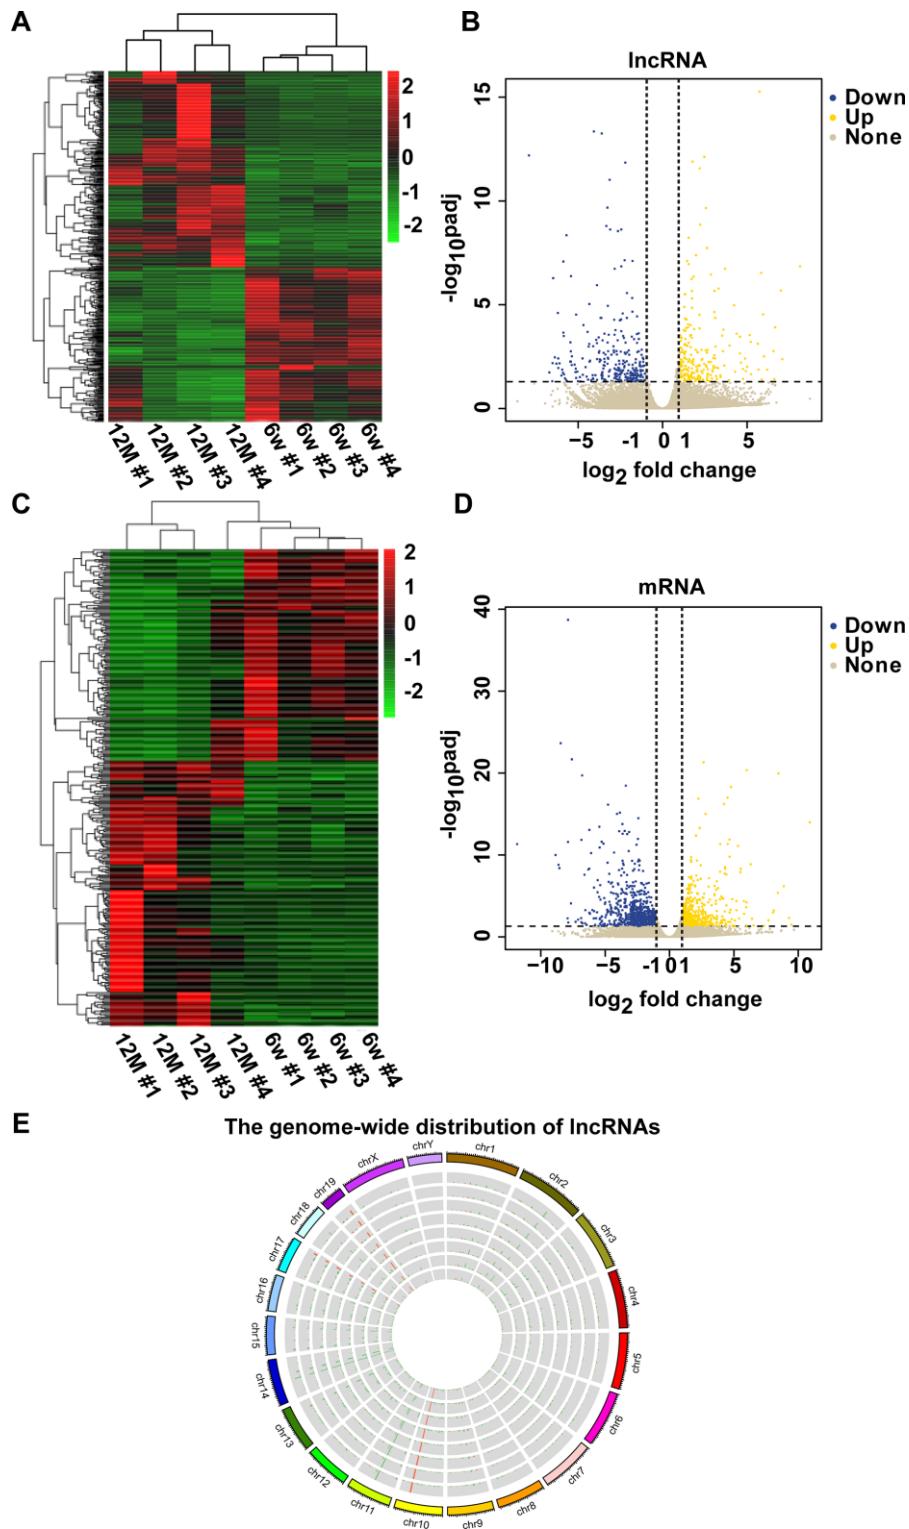 A
2
1
0
-1
-2
12M #1
12M #2
12M #3
12M #4
6w #1
6w #2
6w #3
6w #4
B
lncRNA
15
10
5
0
-log10padj
−5
-1
0
1
5
log2 fold change
Down
Up
None
C
2
1
0
-1
-2
12M #1
12M #2
12M #3
12M #4
6w #1
6w #2
6w #3
6w #4
D
mRNA
40
30
20
10
0
-log10padj
−10
−5
-1
0
1
5
10
log2 fold change
Down
Up
None
E
The genome-wide distribution of lncRNAs
chr1
chr2
chr3
chr4
chr5
chr6
chr7
chr8
chr9
chr10
chr11
chr12
chr13
chr14
chr15
chr16
chr17
chr18
chr19
chrX
chrY